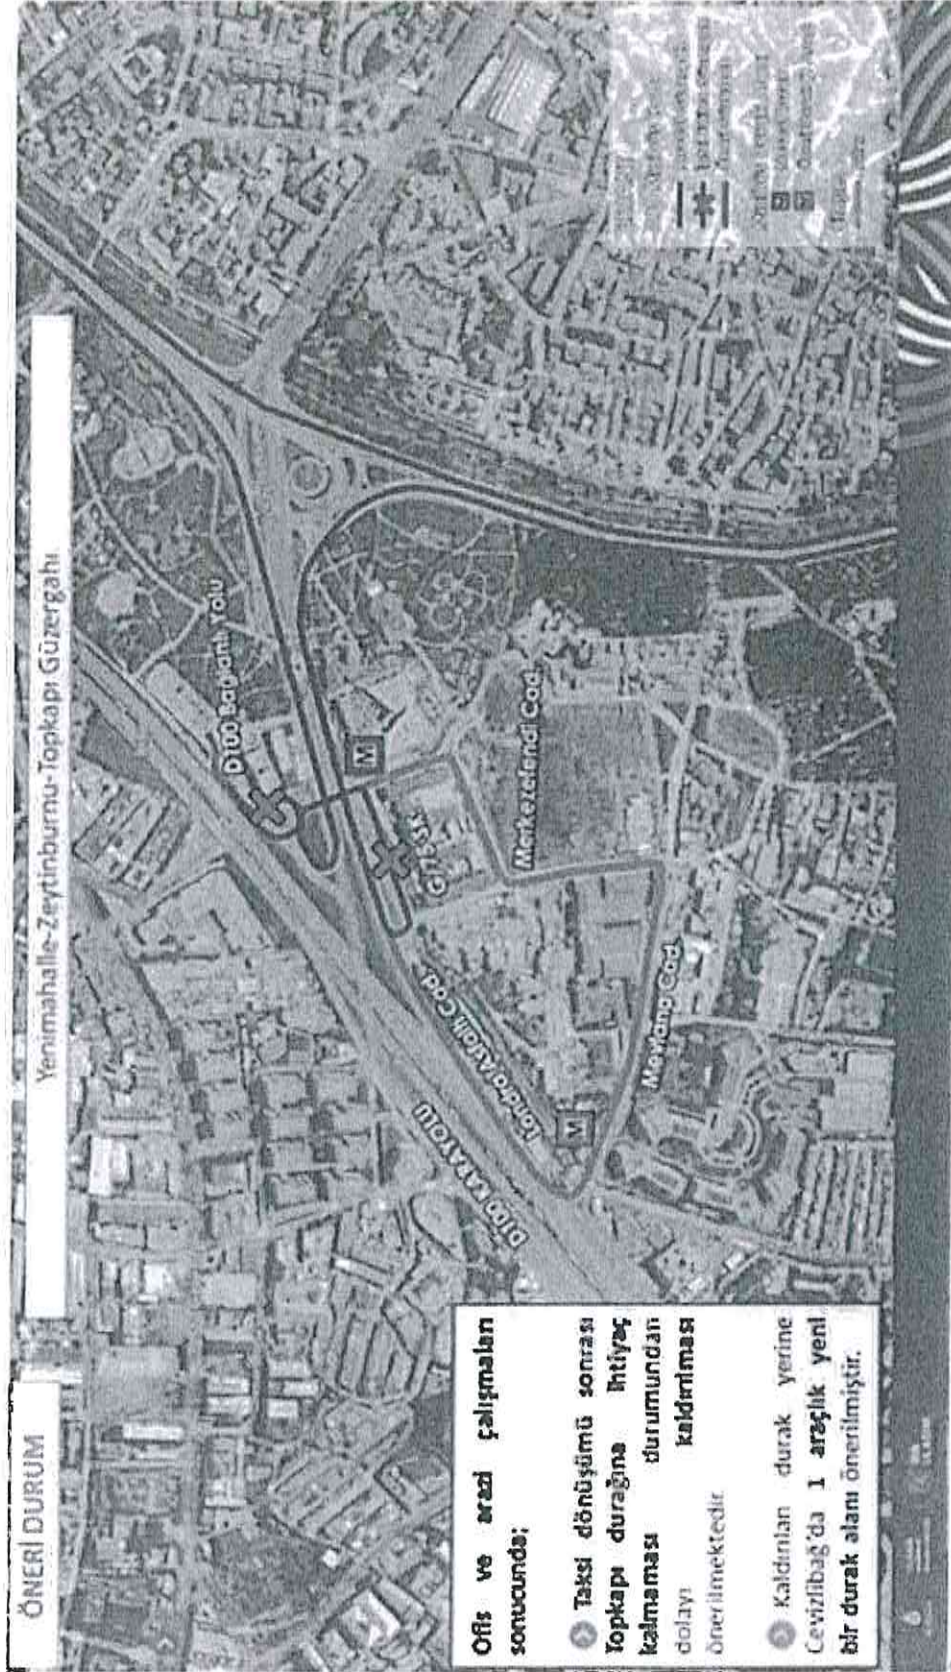 ÖNERİ DURUM
Yenimahalle-Zeytinburnu-Topkapı Güzergahı
D100 Bağlantı Yolu
M
G/75 Sk.
Merkezefendi Cad.
Londra Asfaltı Cad.
Mevlana Cad.
M
D100 KARAYOLU
Ofis ve arazi çalışmaları
sonucunda;
Taksi dönüşümü sonrası
Topkapı durağına ihtiyaç
kalmaması durumundan
dolayı kaldırılması
önerilmektedir.
Kaldırılan durak yerine
Cevizlibağ'da 1 araçlık yeni
bir durak alanı önerilmiştir.